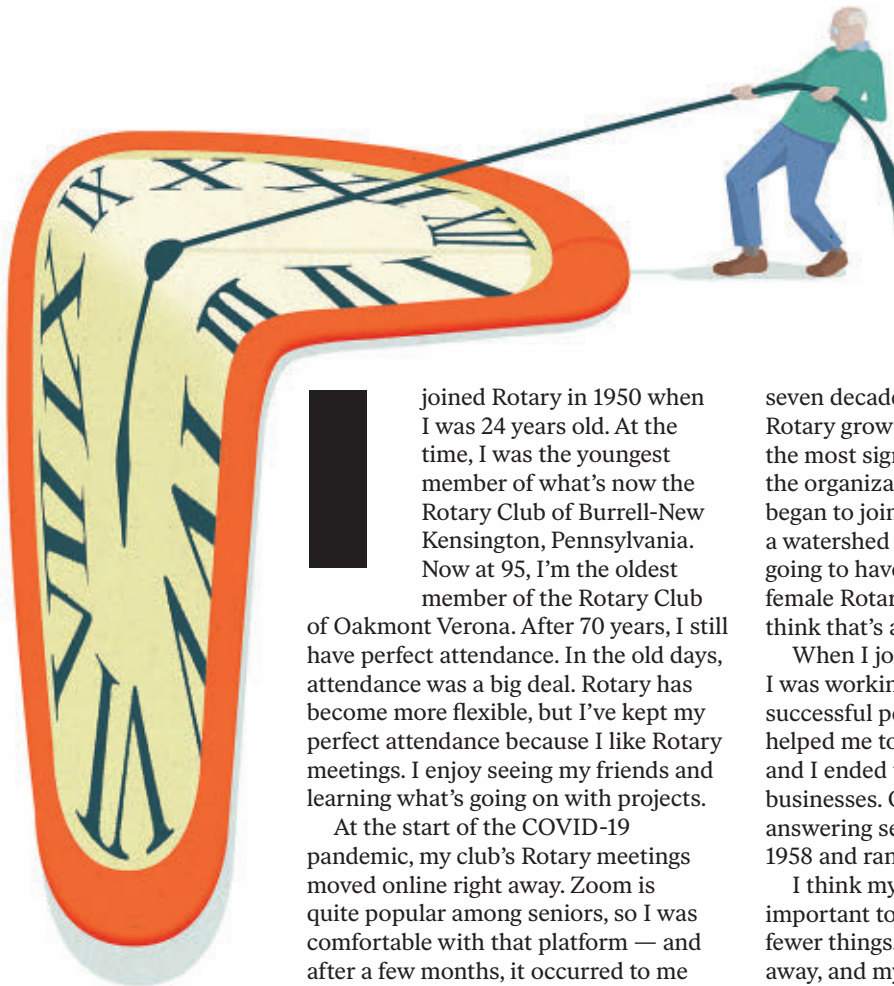 IX X XI XII
I II III
VI
I joined Rotary in 1950 when
I was 24 years old. At the
time, I was the youngest
member of what's now the
Rotary Club of Burrell-New
Kensington, Pennsylvania.
Now at 95, I'm the oldest
member of the Rotary Club
of Oakmont Verona. After 70 years, I still
have perfect attendance. In the old days,
attendance was a big deal. Rotary has
become more flexible, but I've kept my
perfect attendance because I like Rotary
meetings. I enjoy seeing my friends and
learning what's going on with projects.
At the start of the COVID-19
pandemic, my club's Rotary meetings
moved online right away. Zoom is
quite popular among seniors, so I was
comfortable with that platform — and
after a few months, it occurred to me
seven decade
Rotary grow
the most sig
the organiza
began to join
a watershed
going to have
female Rotar
think that's a
When I jo
I was workin
successful pe
helped me to
and I ended
businesses.
answering se
1958 and ran
I think my
important to
fewer things
away, and my